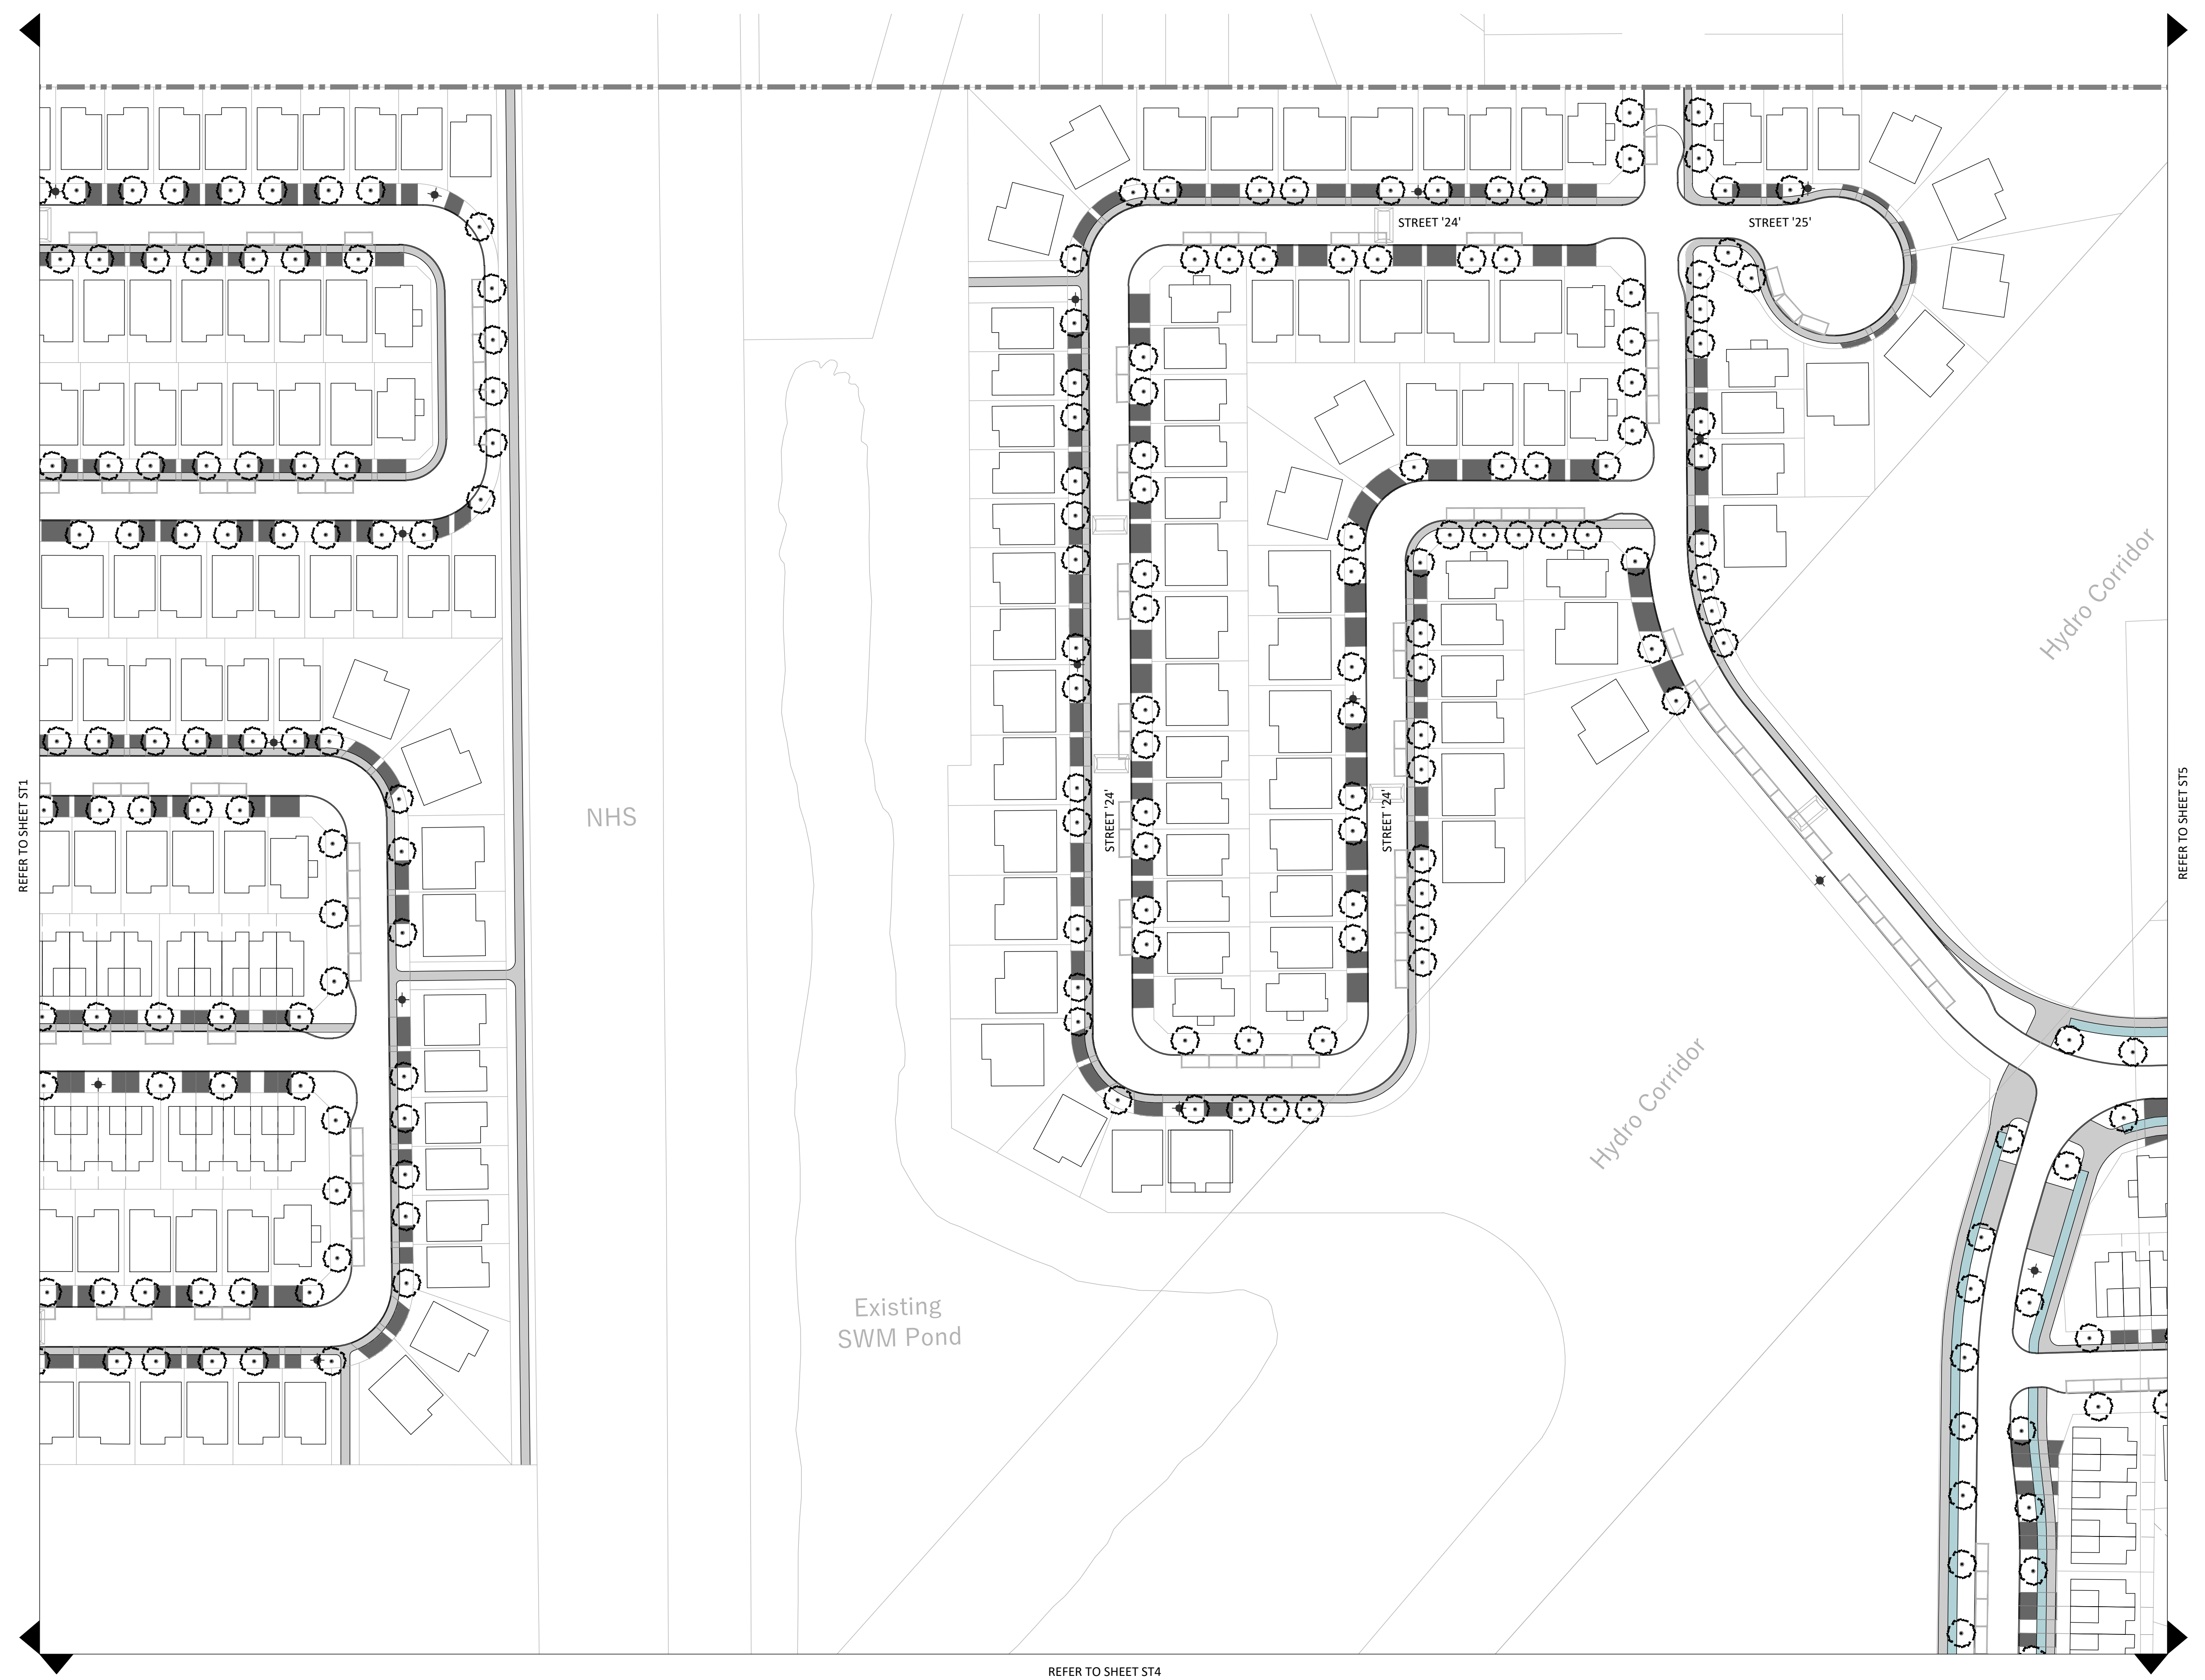 STREET '24'
STREET '25'
Hydro Corridor
REFER TO SHEET ST1
NHS
STREET '24'
STREET '24'
REFER TO SHEET ST5
Hydro Corridor
Existing
SWM Pond
REFER TO SHEET ST4